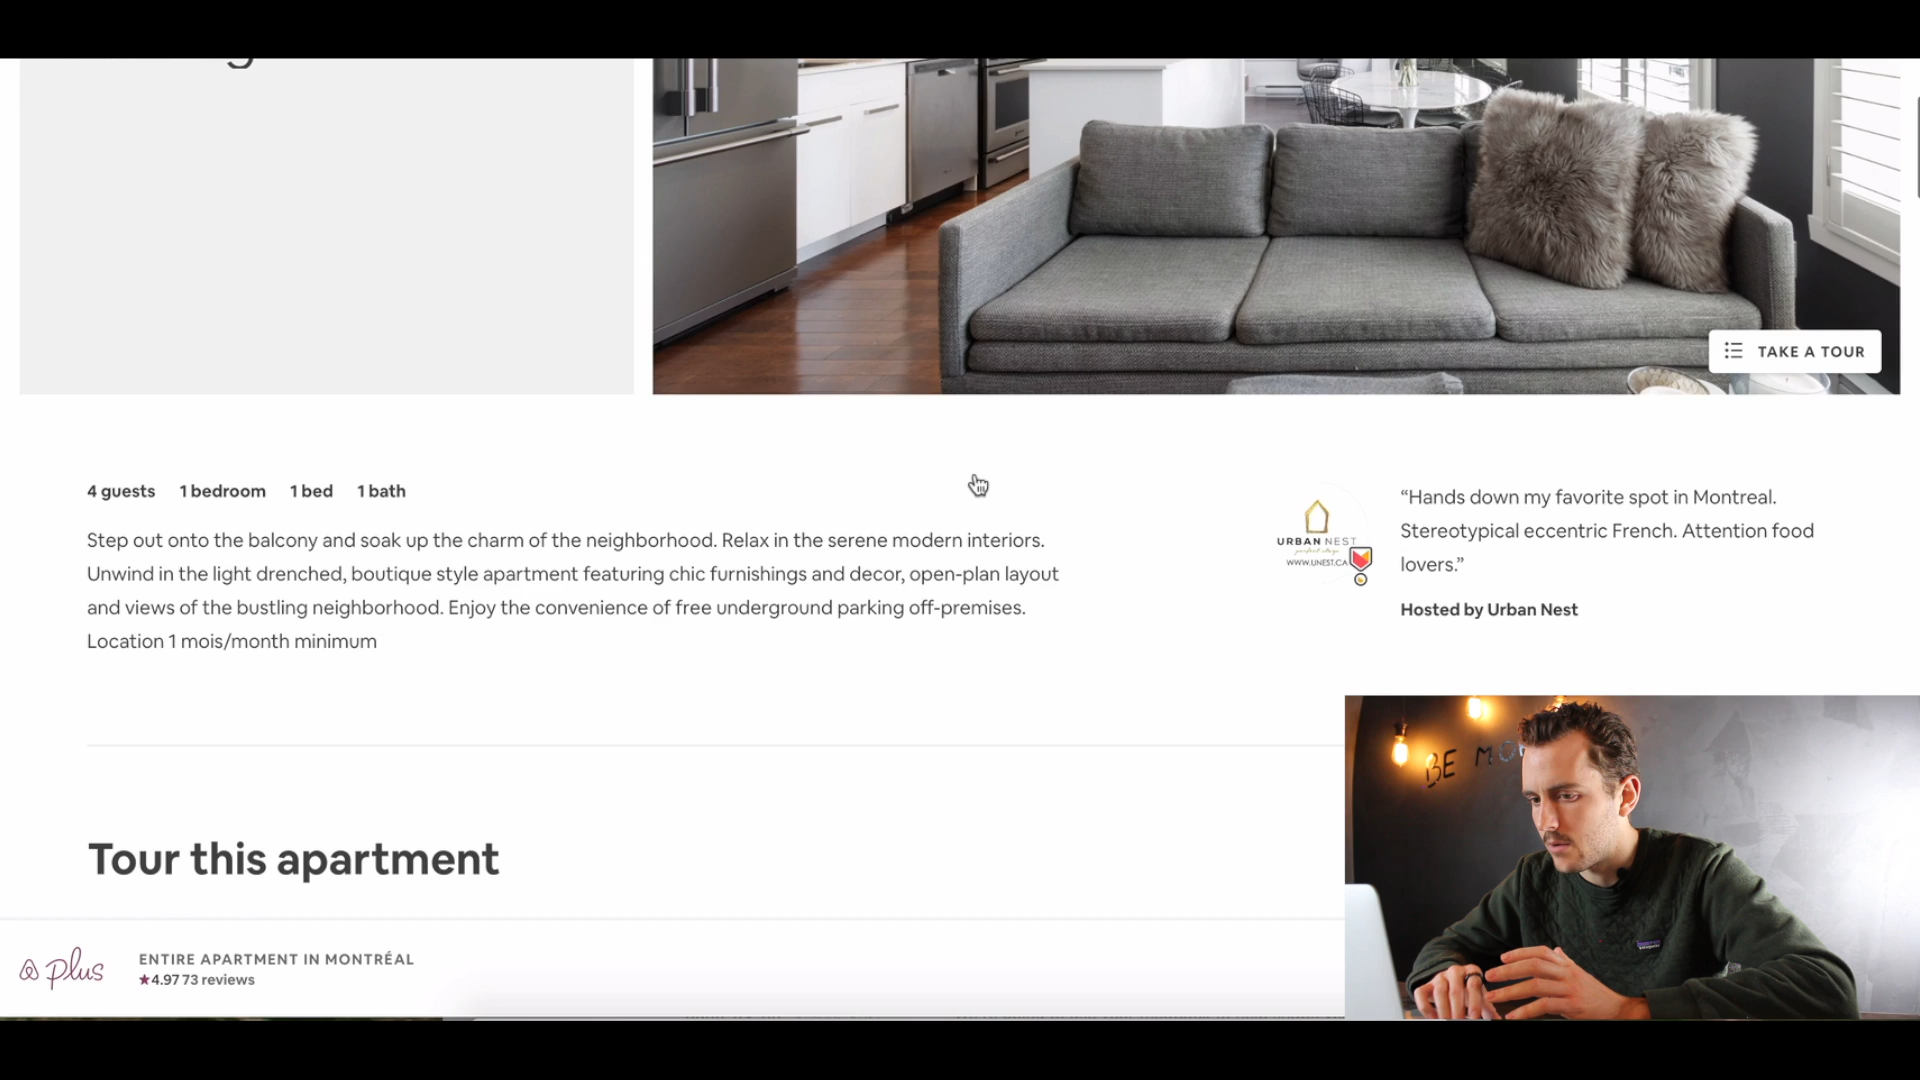 TAKE A TOUR
4 guests 1 bedroom 1 bed 1 bath
Step out onto the balcony and soak up the charm of the neighborhood. Relax in the serene modern interiors.
Unwind in the light drenched, boutique style apartment featuring chic furnishings and decor, open-plan layout
and views of the bustling neighborhood. Enjoy the convenience of free underground parking off-premises.
Location 1 mois/month minimum
URBAN NEST
WWW.UNEST.CA
“Hands down my favorite spot in Montreal.
Stereotypical eccentric French. Attention food
lovers.”
Hosted by Urban Nest
BE
Tour this apartment
plus
ENTIRE APARTMENT IN MONTRÉAL
★4.97 73 reviews